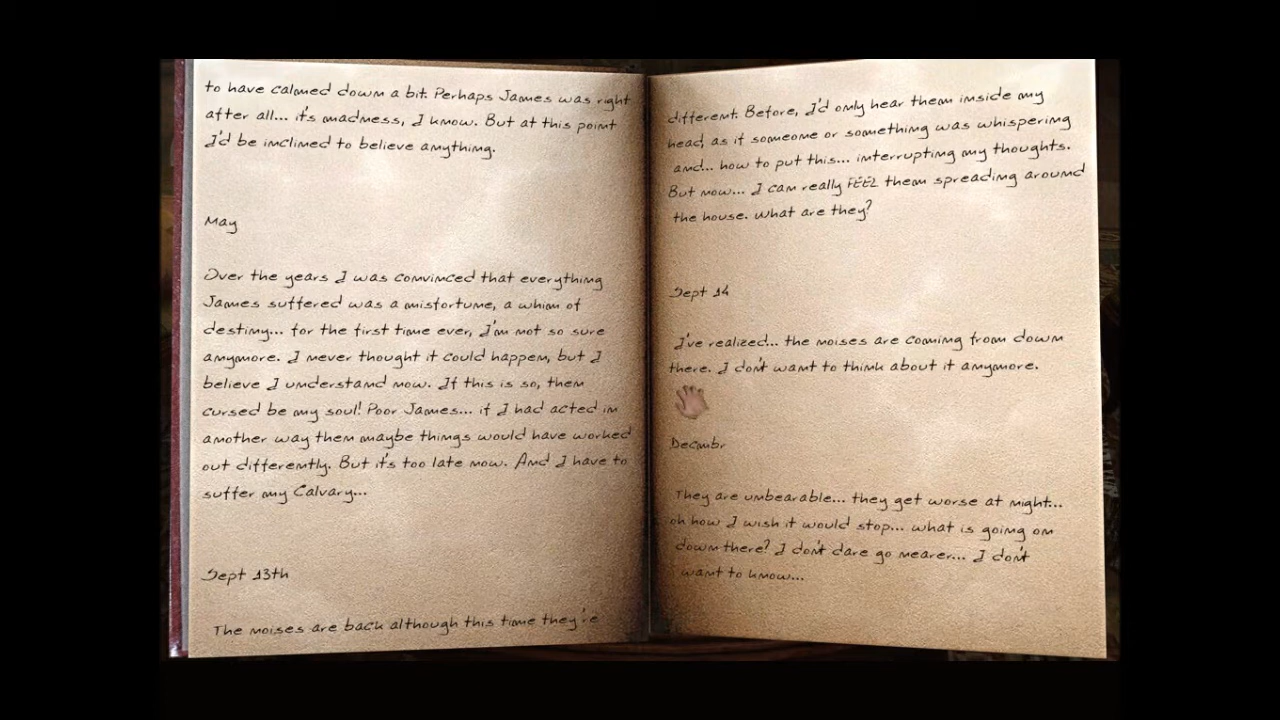 to have calmed down a bit. Perhaps James was right
after all... it's madness, I know. But at this point
I'd be inclined to believe anything.
May
Over the years I was convinced that everything
James suffered was a misfortune, a whim of
destiny... for the first time ever, I'm not so sure
anymore. I never thought it could happen, but I
believe I understand now. If this is so, then
cursed be my soul! Poor James... if I had acted in
another way then maybe things would have worked
out differently. But it's too late now. And I have to
suffer my Calvary...
Sept 13th
The noises are back although this time they're
different. Before, I'd only hear them inside my
head, as if someone or something was whispering
and... how to put this... interrupting my thoughts.
But now... I can really FEEL them spreading around
the house. What are they?
Sept 14
I've realized... the noises are coming from down
there. I don't want to think about it anymore.
Decmbr
They are unbearable... they get worse at night...
oh how I wish it would stop... what is going on
down there? I don't dare go nearer... I don't
want to know...